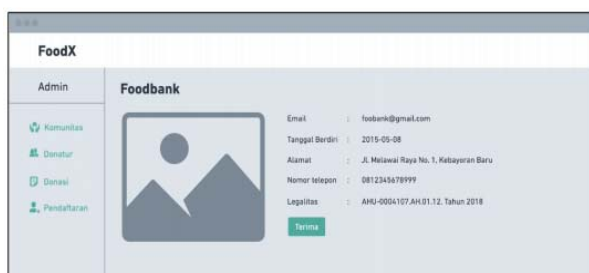 FoodX
Admin
Komunitas
Donatur
Donasi
Pendaftaran
Foodbank
Email : foobank@gmail.com
Tanggal Berdiri : 2015-05-08
Alamat : Jl. Melawai Raya No. 1, Kebayoran Baru
Nomor telepon : 0812345678999
Legalitas : AHU-0004107.AH.01.12. Tahun 2018
Terima